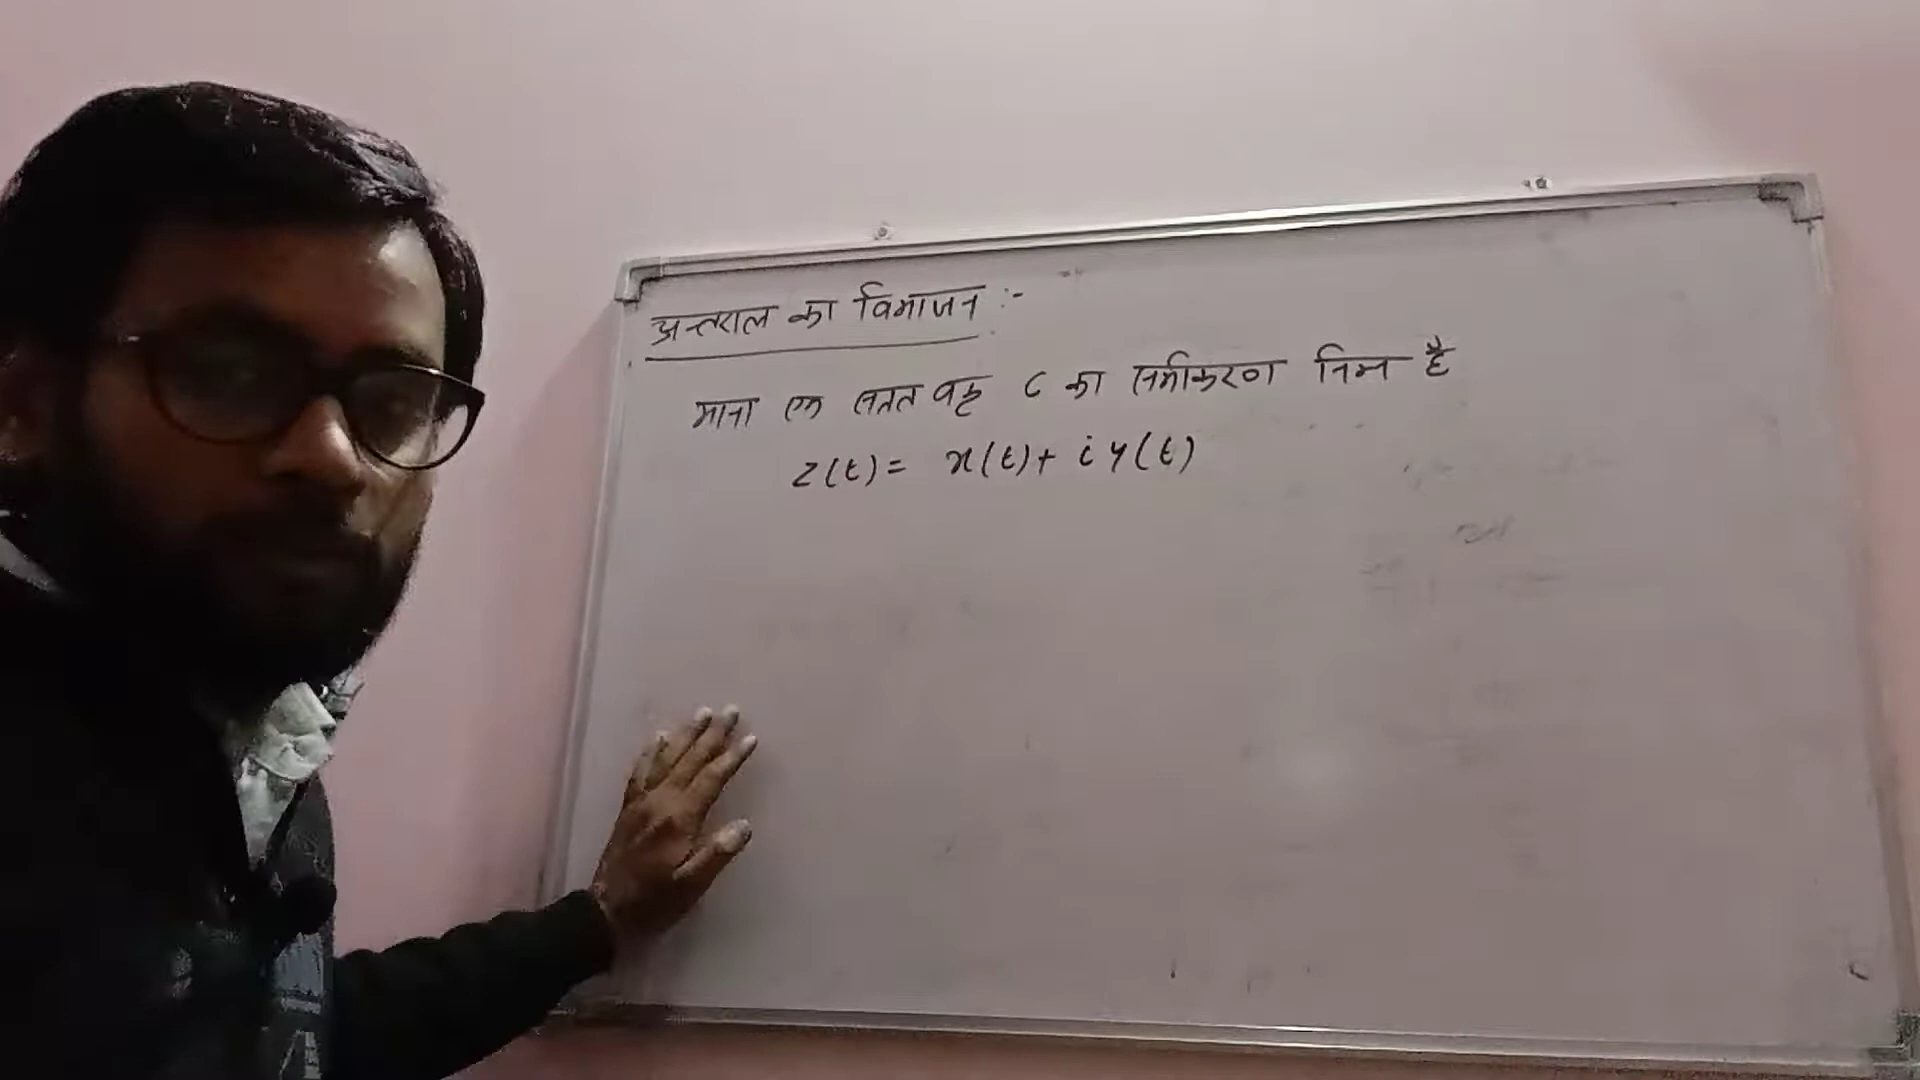 अन्तराल का विभाजन :-
माना एक सतत वक्र C का समीकरण निम्न है
z(t) = x(t) + i y(t)